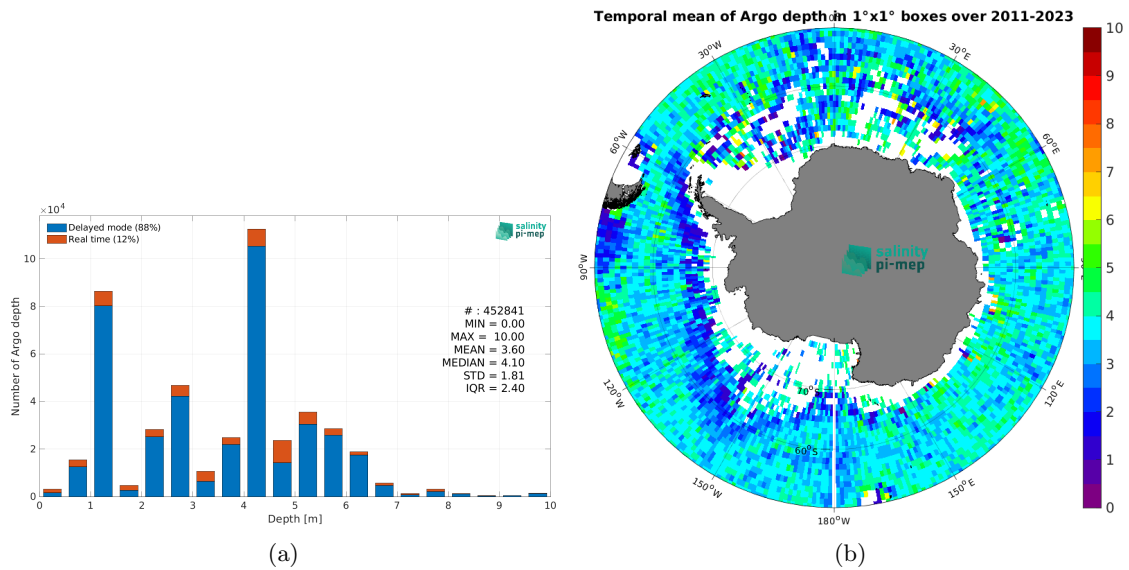 Temporal mean of Argo depth in 1°x1° boxes over 2011-2023
×10⁴
Delayed mode (88%)
Real time (12%)
salinity
pi-mep
# : 452841
MIN = 0.00
MAX = 10.00
MEAN = 3.60
MEDIAN = 4.10
STD = 1.81
IQR = 2.40
Number of Argo depth
10
8
6
4
2
0
0 1 2 3 4 5 6 7 8 9 10
Depth [m]
(a)
30°W
30°E
60°W
60°E
90°W
salinity
pi-mep
120°W
120°E
150°W
150°E
180°W
70°S
60°S
10
9
8
7
6
5
4
3
2
1
0
(b)